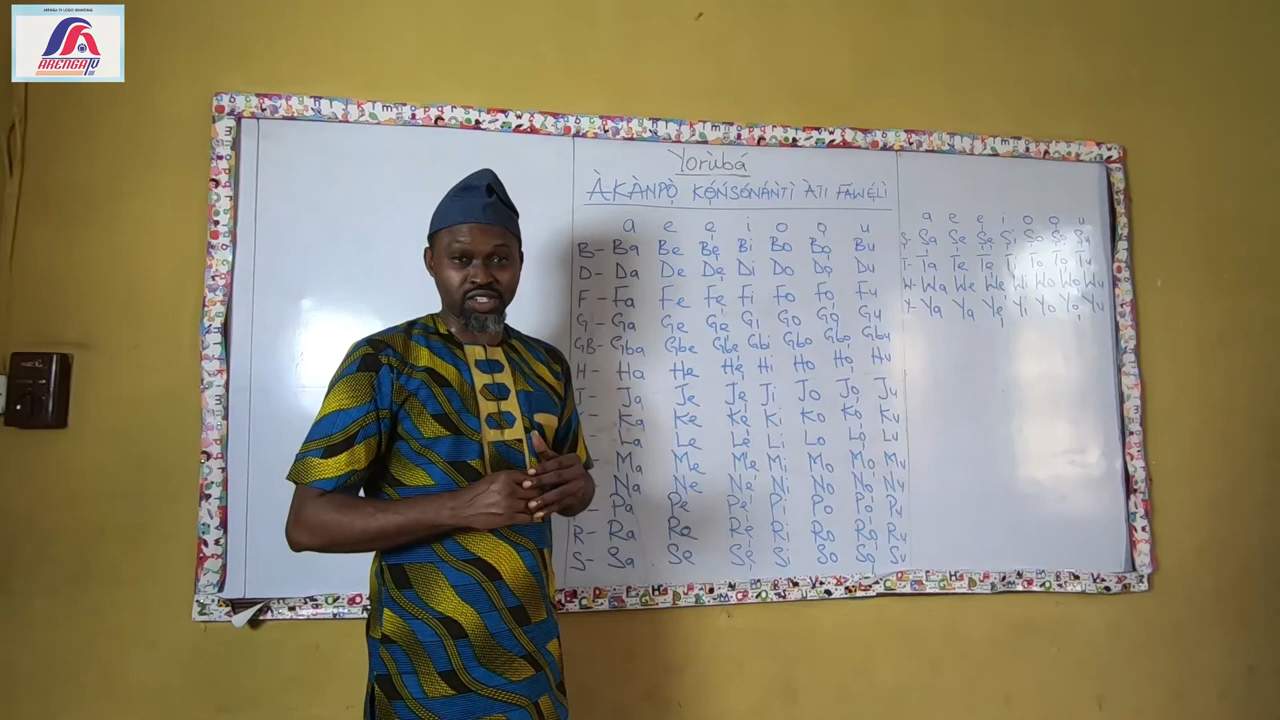 ARENGA TV LOGO BRANDING
ARENGA TV
Yorùbá
ÀKÀNPỌ̀ KỌ́ŃSÓNÁŃTÌ ÀTI FÁWẸ́LÌ
a e ẹ i o ọ u
B- Ba Be Bẹ Bi Bo Bọ Bu
D- Da De Dẹ Di Do Dọ Du
F- Fa Fe Fẹ Fi Fo Fọ Fu
G- Ga Ge Gẹ Gi Go Gọ Gu
GB- Gba Gbe Gbẹ Gbi Gbo Gbọ Gbu
H- Ha He Hẹ Hi Ho Họ Hu
J- Ja Je Jẹ Ji Jo Jọ Ju
- Ka Ke Kẹ Ki Ko Kọ Ku
- La Le Lẹ Li Lo Lọ Lu
Ma Me Mẹ Mi Mo Mọ Mu
Na Ne Nẹ Ni No Nọ Nu
- Pa Pe Pẹ Pi Po Pọ Pu
R- Ra Re Rẹ Ri Ro Rọ Ru
S- Sa Se Sẹ Si So Sọ Su
a e ẹ i o ọ u
Ṣ- Ṣa Ṣe Ṣẹ Ṣi Ṣo Ṣọ Ṣu
T- Ta Te Tẹ Ti To Tọ Tu
W- Wa We Wẹ Wi Wo Wọ Wu
Y- Ya Ya Yẹ Yi Yo Yọ Yu